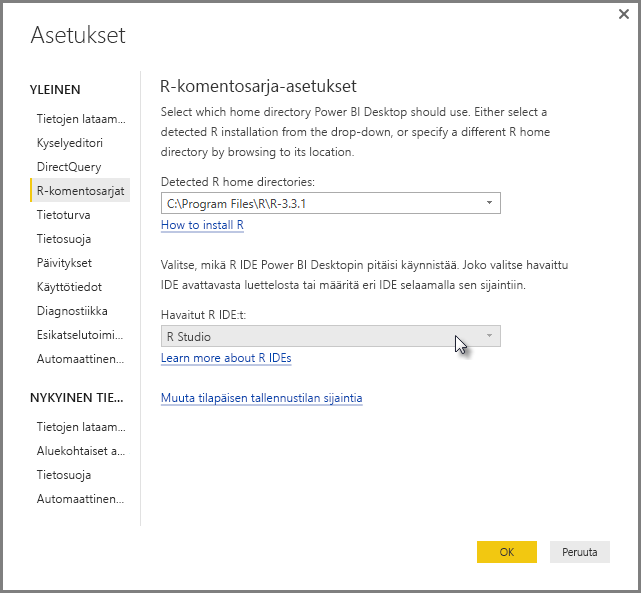 Asetukset
YLEINEN
Tietojen lataam...
Kyselyeditori
DirectQuery
R-komentosarjat
Tietoturva
Tietosuoja
Päivitykset
Käyttötiedot
Diagnostiikka
Esikatselutoimi...
Automaattinen...
NYKYINEN TIE...
Tietojen lataam...
Aluekohtaiset a...
Tietosuoja
Automaattinen...
R-komentosarja-asetukset
Select which home directory Power BI Desktop should use. Either select a
detected R installation from the drop-down, or specify a different R home
directory by browsing to its location.
Detected R home directories:
C:\Program Files\R\R-3.3.1
How to install R
Valitse, mikä R IDE Power BI Desktopin pitäisi käynnistää. Joko valitse havaittu
IDE avattavasta luettelosta tai määritä eri IDE selaamalla sen sijaintiin.
Havaitut R IDE:t:
R Studio
Learn more about R IDEs
Muuta tilapäisen tallennustilan sijaintia
OK
Peruuta